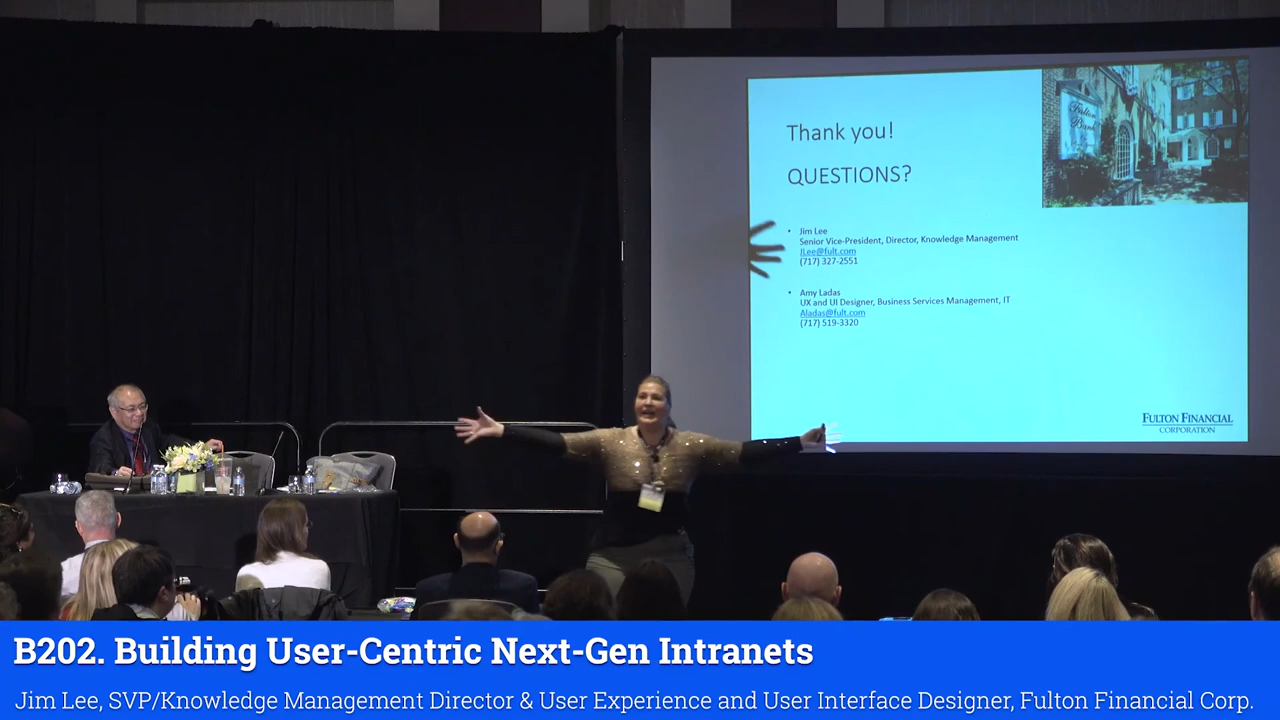 Fulton
Bank
Thank you!
QUESTIONS?
• Jim Lee
Senior Vice-President, Director, Knowledge Management
JLee@fult.com
(717) 327-2551
• Amy Ladas
UX and UI Designer, Business Services Management, IT
Aladas@fult.com
(717) 519-3320
FULTON FINANCIAL
CORPORATION
B202. Building User-Centric Next-Gen Intranets
Jim Lee, SVP/Knowledge Management Director & User Experience and User Interface Designer, Fulton Financial Corp.